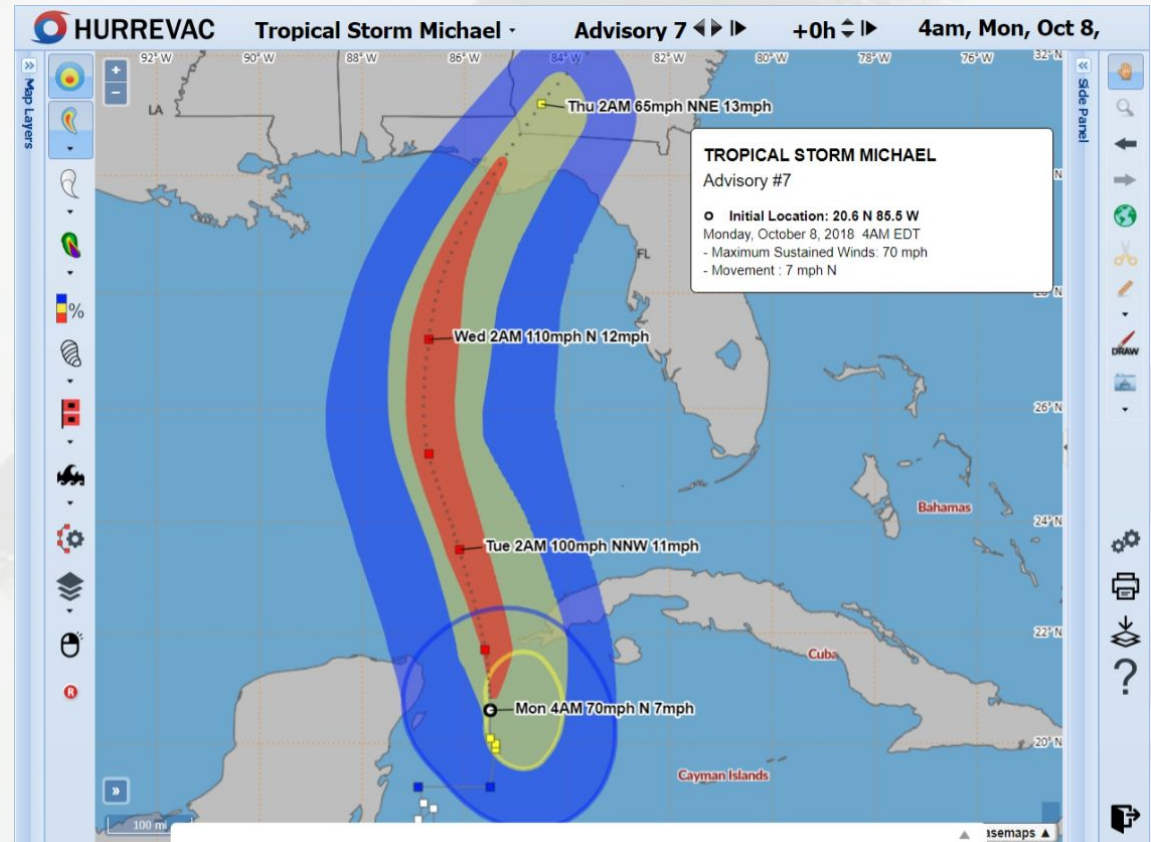 HURREVAC Tropical Storm Michael Advisory 7 +0h 4am, Mon, Oct 8,
Map Layers
Side Panel
92° W 90° W 88° W 86° W 84° W 82° W 80° W 78° W 76° W 32° N
LA
Thu 2AM 65mph NNE 13mph
TROPICAL STORM MICHAEL
Advisory #7
Initial Location: 20.6 N 85.5 W
Monday, October 8, 2018 4AM EDT
- Maximum Sustained Winds: 70 mph
- Movement : 7 mph N
FL
%
Wed 2AM 110mph N 12mph
DRAW
26° N
Bahamas
24° N
Tue 2AM 100mph NNW 11mph
22° N
Cuba
?
R
Mon 4AM 70mph N 7mph
20° N
Cayman Islands
100 mi
asemaps